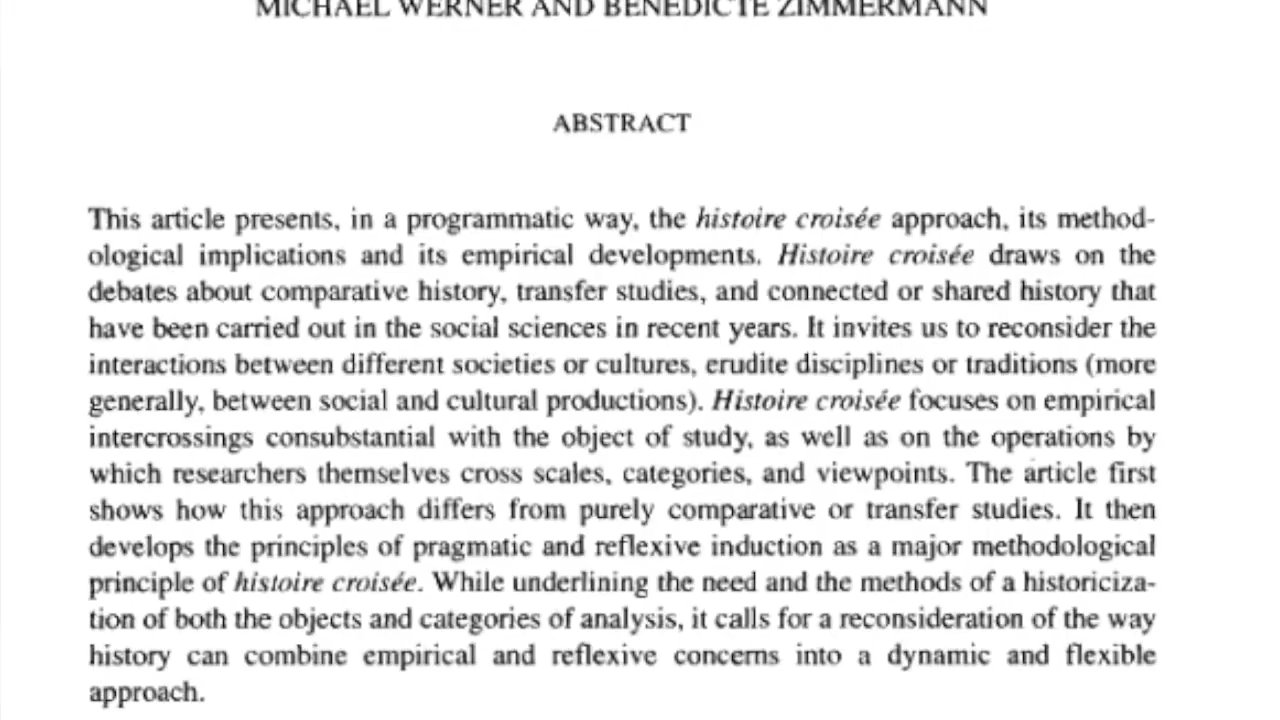 MICHAEL WERNER AND BÉNÉDICTE ZIMMERMANN
ABSTRACT
This article presents, in a programmatic way, the histoire croisée approach, its method-
ological implications and its empirical developments. Histoire croisée draws on the
debates about comparative history, transfer studies, and connected or shared history that
have been carried out in the social sciences in recent years. It invites us to reconsider the
interactions between different societies or cultures, erudite disciplines or traditions (more
generally, between social and cultural productions). Histoire croisée focuses on empirical
intercrossings consubstantial with the object of study, as well as on the operations by
which researchers themselves cross scales, categories, and viewpoints. The article first
shows how this approach differs from purely comparative or transfer studies. It then
develops the principles of pragmatic and reflexive induction as a major methodological
principle of histoire croisée. While underlining the need and the methods of a historiciza-
tion of both the objects and categories of analysis, it calls for a reconsideration of the way
history can combine empirical and reflexive concerns into a dynamic and flexible
approach.